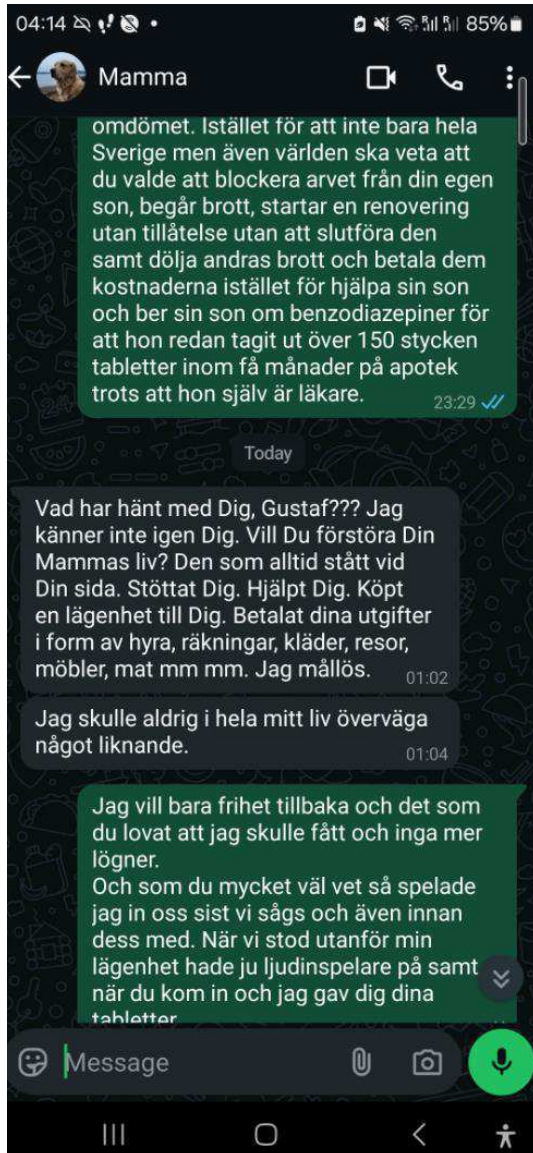 04:14
85%
Mamma
omdömet. Istället för att inte bara hela
Sverige men även världen ska veta att
du valde att blockera arvet från din egen
son, begår brott, startar en renovering
utan tillåtelse utan att slutföra den
samt dölja andras brott och betala dem
kostnaderna istället för hjälpa sin son
och ber sin son om benzodiazepiner för
att hon redan tagit ut över 150 stycken
tabletter inom få månader på apotek
trots att hon själv är läkare.
23:29
Today
Vad har hänt med Dig, Gustaf??? Jag
känner inte igen Dig. Vill Du förstöra Din
Mammas liv? Den som alltid stått vid
Din sida. Stöttat Dig. Hjälpt Dig. Köpt
en lägenhet till Dig. Betalat dina utgifter
i form av hyra, räkningar, kläder, resor,
möbler, mat mm mm. Jag mållös.
01:02
Jag skulle aldrig i hela mitt liv överväga
något liknande.
01:04
Jag vill bara frihet tillbaka och det som
du lovat att jag skulle fått och inga mer
lögner.
Och som du mycket väl vet så spelade
jag in oss sist vi sågs och även innan
dess med. När vi stod utanför min
lägenhet hade ju ljudinspelare på samt
när du kom in och jag gav dig dina
tabletter
Message